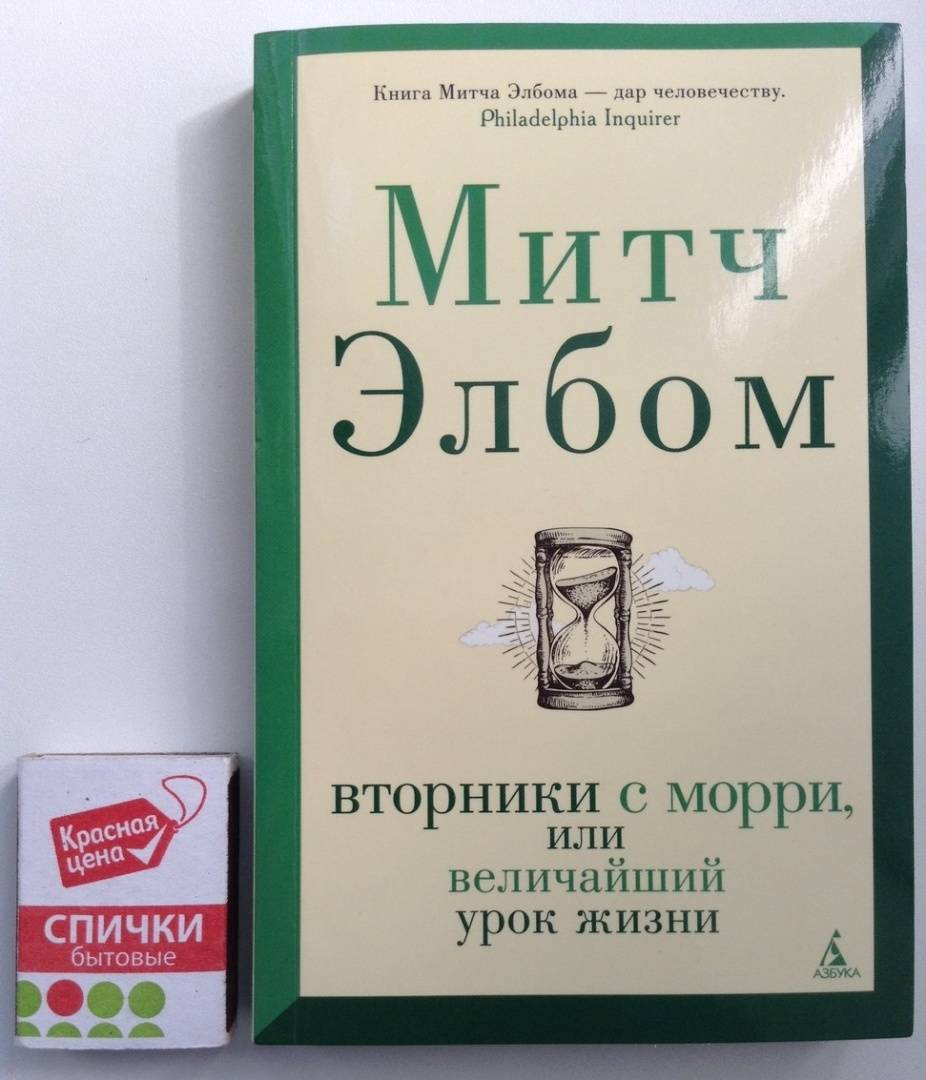 Книга Митча Элбома — дар человечеству.
Philadelphia Inquirer
Митч
Элбом
вторники с морри,
или
величайший
урок жизни
АЗБУКА
Красная
цена
СПИЧКИ
бытовые